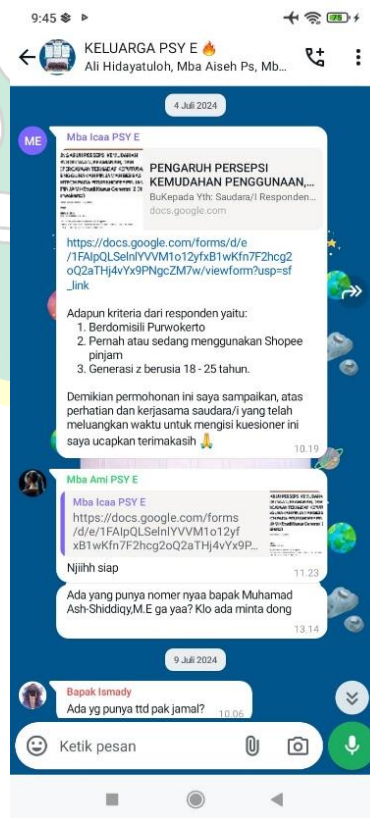 9:45
75
KELUARGA PSY E 🔥
Ali Hidayatuloh, Mba Aiseh Ps, Mb...
4 Juli 2024
ME
Mba Icaa PSY E
PENGARUH PERSEPSI
KEMUDAHAN PENGGUNAAN,...
BuKepada Yth: Saudara/I Responden...
docs.google.com
https://docs.google.com/forms/d/e
/1FAIpQLSelnlYVVM1o12yfxB1wKfn7F2hcg2
oQ2aTHj4vYx9PNgcZM7w/viewform?usp=sf
_link
Adapun kriteria dari responden yaitu:
1. Berdomisili Purwokerto
2. Pernah atau sedang menggunakan Shopee
pinjam
3. Generasi z berusia 18 - 25 tahun.
Demikian permohonan ini saya sampaikan, atas
perhatian dan kerjasama saudara/i yang telah
meluangkan waktu untuk mengisi kuesioner ini
saya ucapkan terimakasih 🙏
10.19
Mba Ami PSY E
Mba Icaa PSY E
https://docs.google.com/forms
/d/e/1FAIpQLSelnlYVVM1o12yf
xB1wKfn7F2hcg2oQ2aTHj4vYx9P...
Njiihh siap
11.23
Ada yang punya nomer nyaa bapak Muhamad
Ash-Shiddiqy,M.E ga yaa? Klo ada minta dong
13.14
9 Juli 2024
Bapak Ismady
Ada yg punya ttd pak jamal?
10.06
Ketik pesan